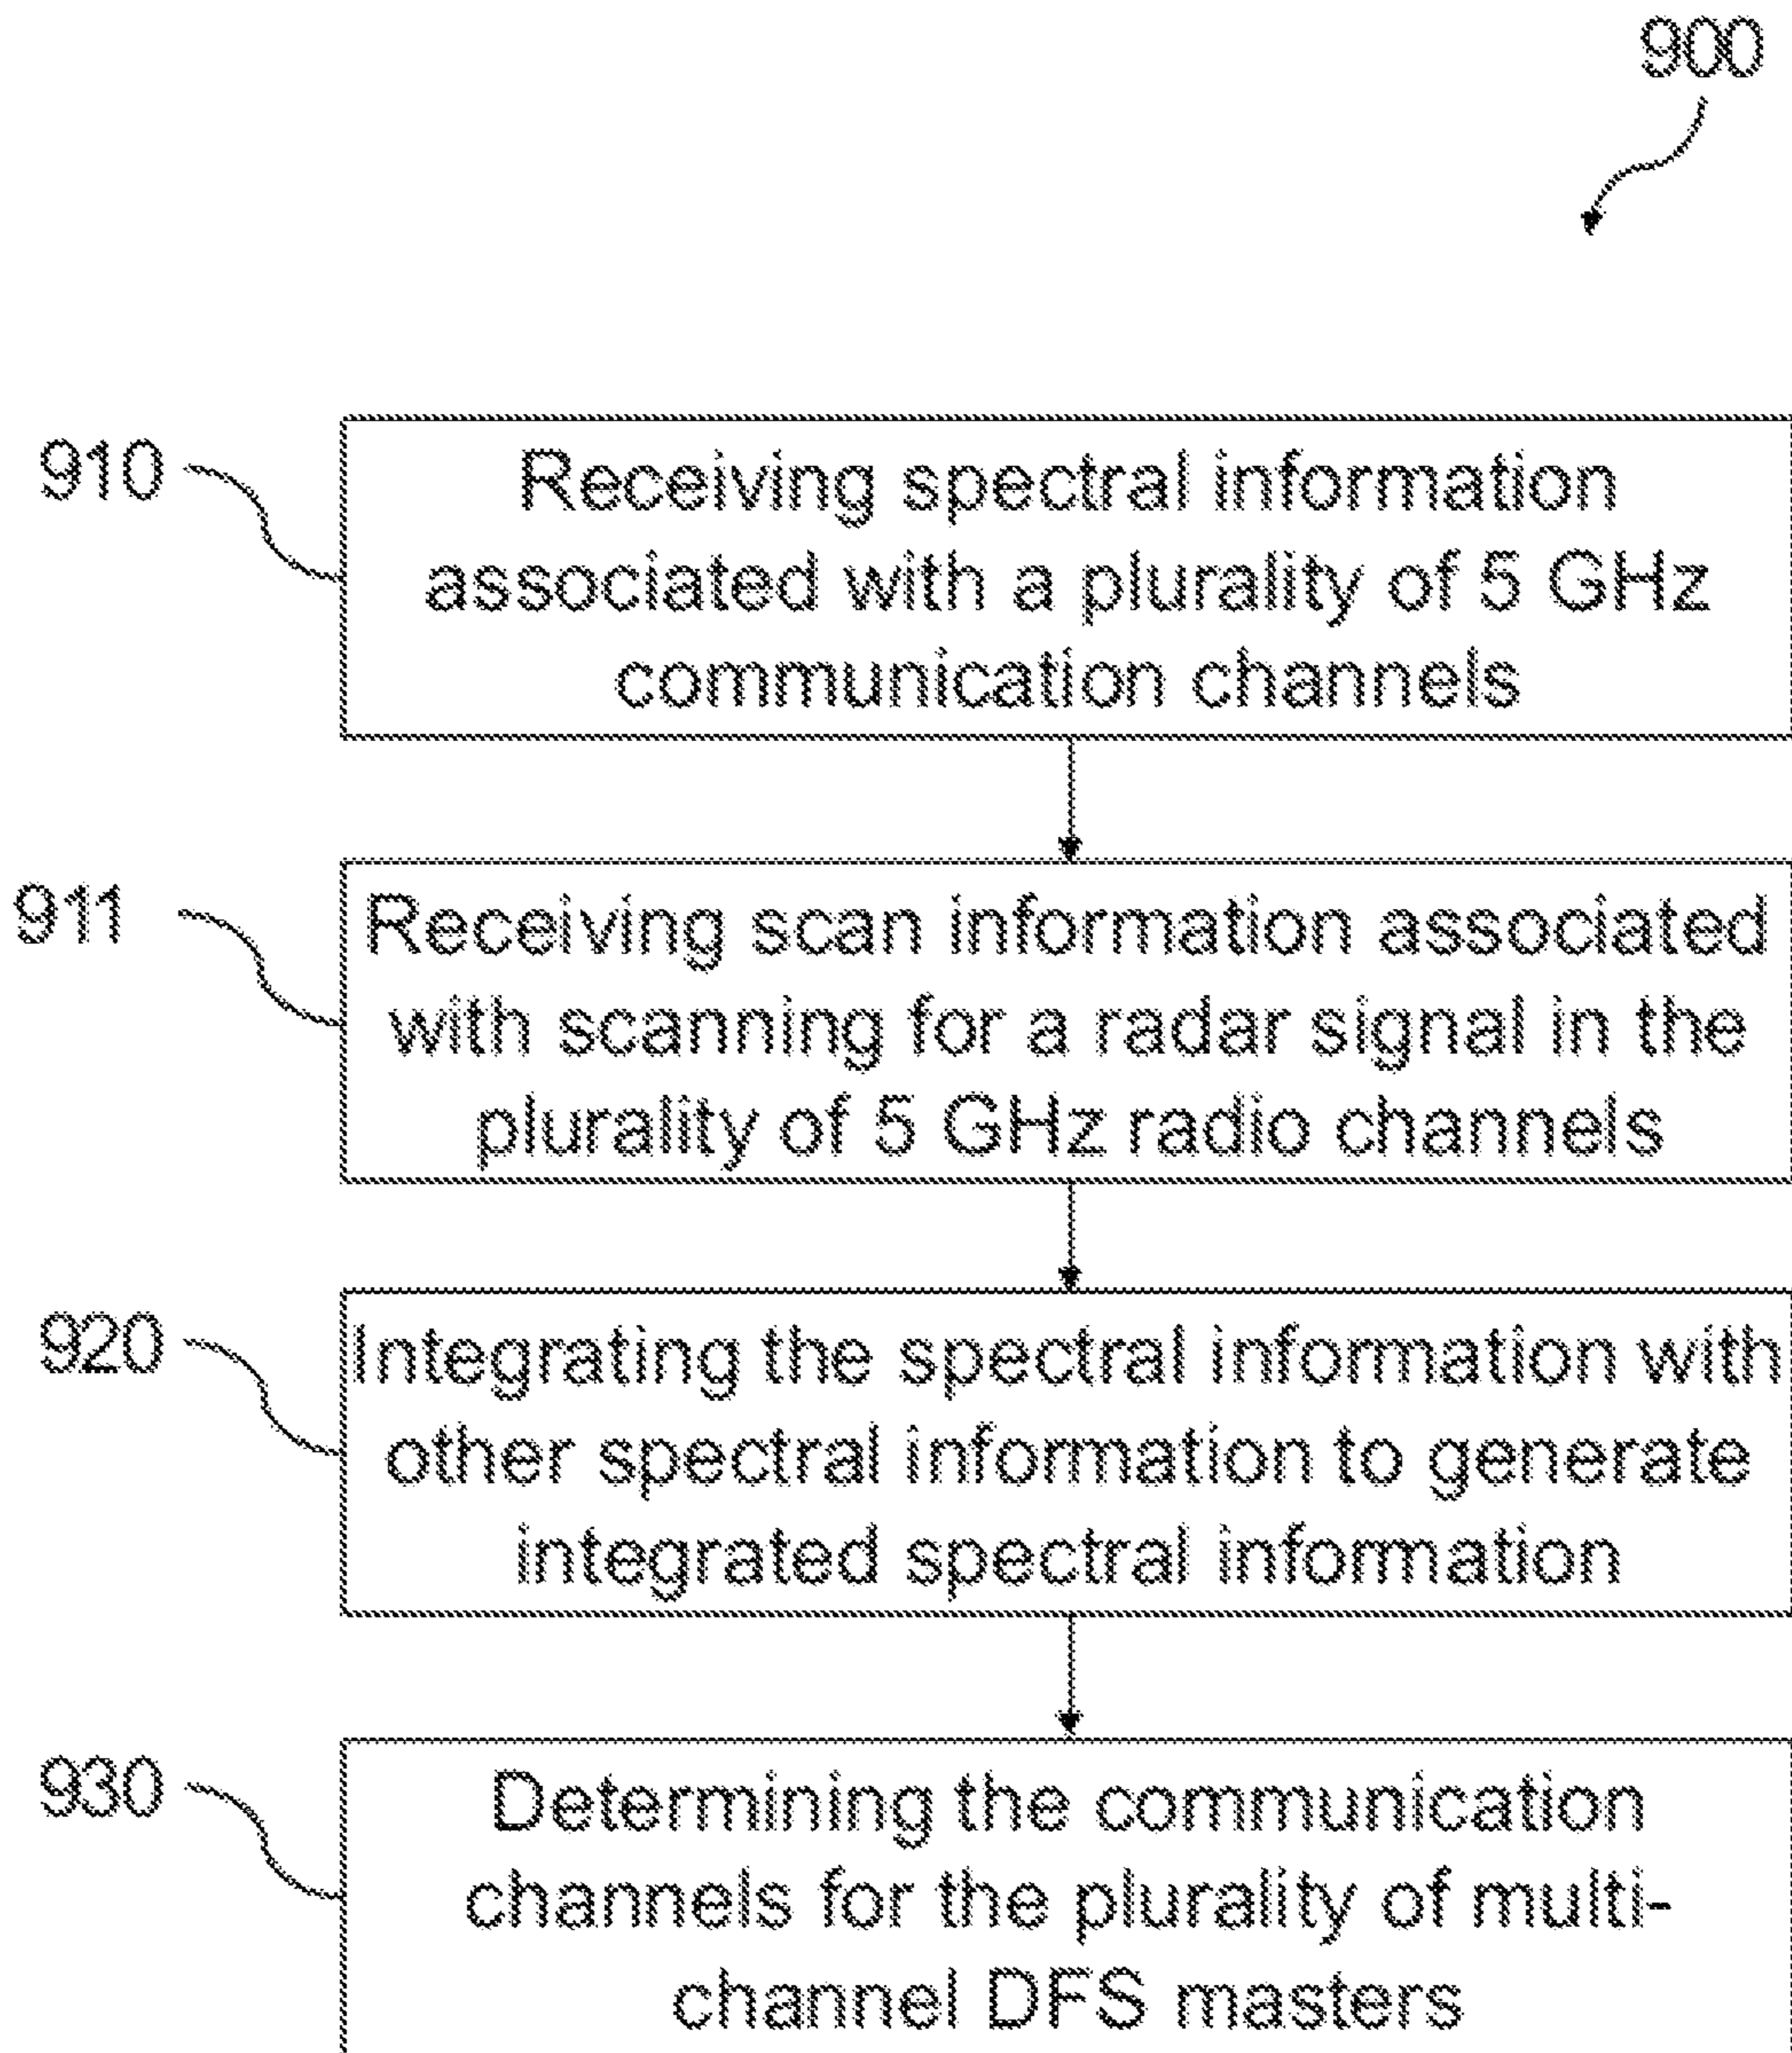 900
910
Receiving spectral information
associated with a plurality of 5 GHz
communication channels
911
Receiving scan information associated
with scanning for a radar signal in the
plurality of 5 GHz radio channels
920
Integrating the spectral information with
other spectral information to generate
integrated spectral information
930
Determining the communication
channels for the plurality of multi-
channel DFS masters